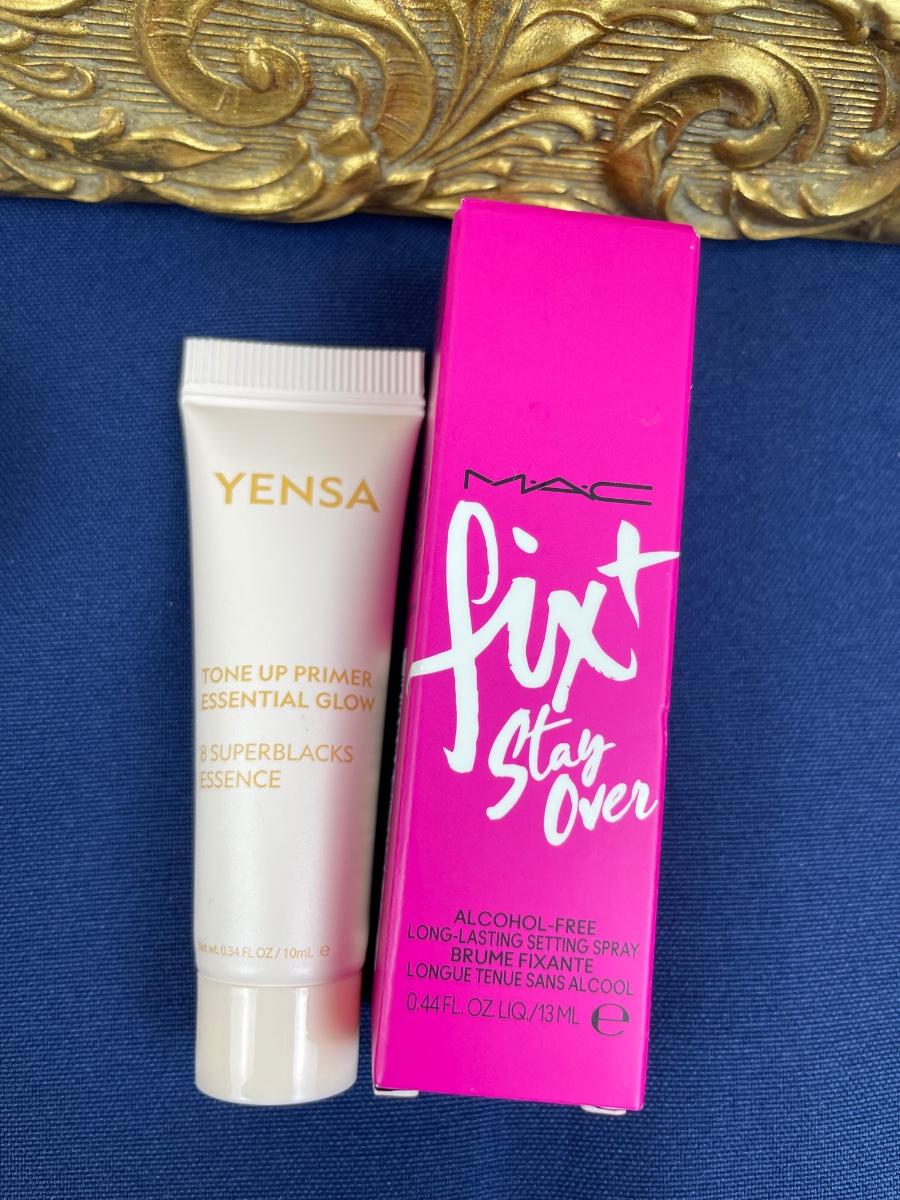 YENSA
TONE UP PRIMER
ESSENTIAL GLOW
8 SUPERBLACKS
ESSENCE
Net wt. 0.34 FL OZ / 10mL e
MAC
fix+
Stay
Over
ALCOHOL-FREE
LONG-LASTING SETTING SPRAY
BRUME FIXANTE
LONGUE TENUE SANS ALCOOL
0.44 FL. OZ. LIQ./13 ML e